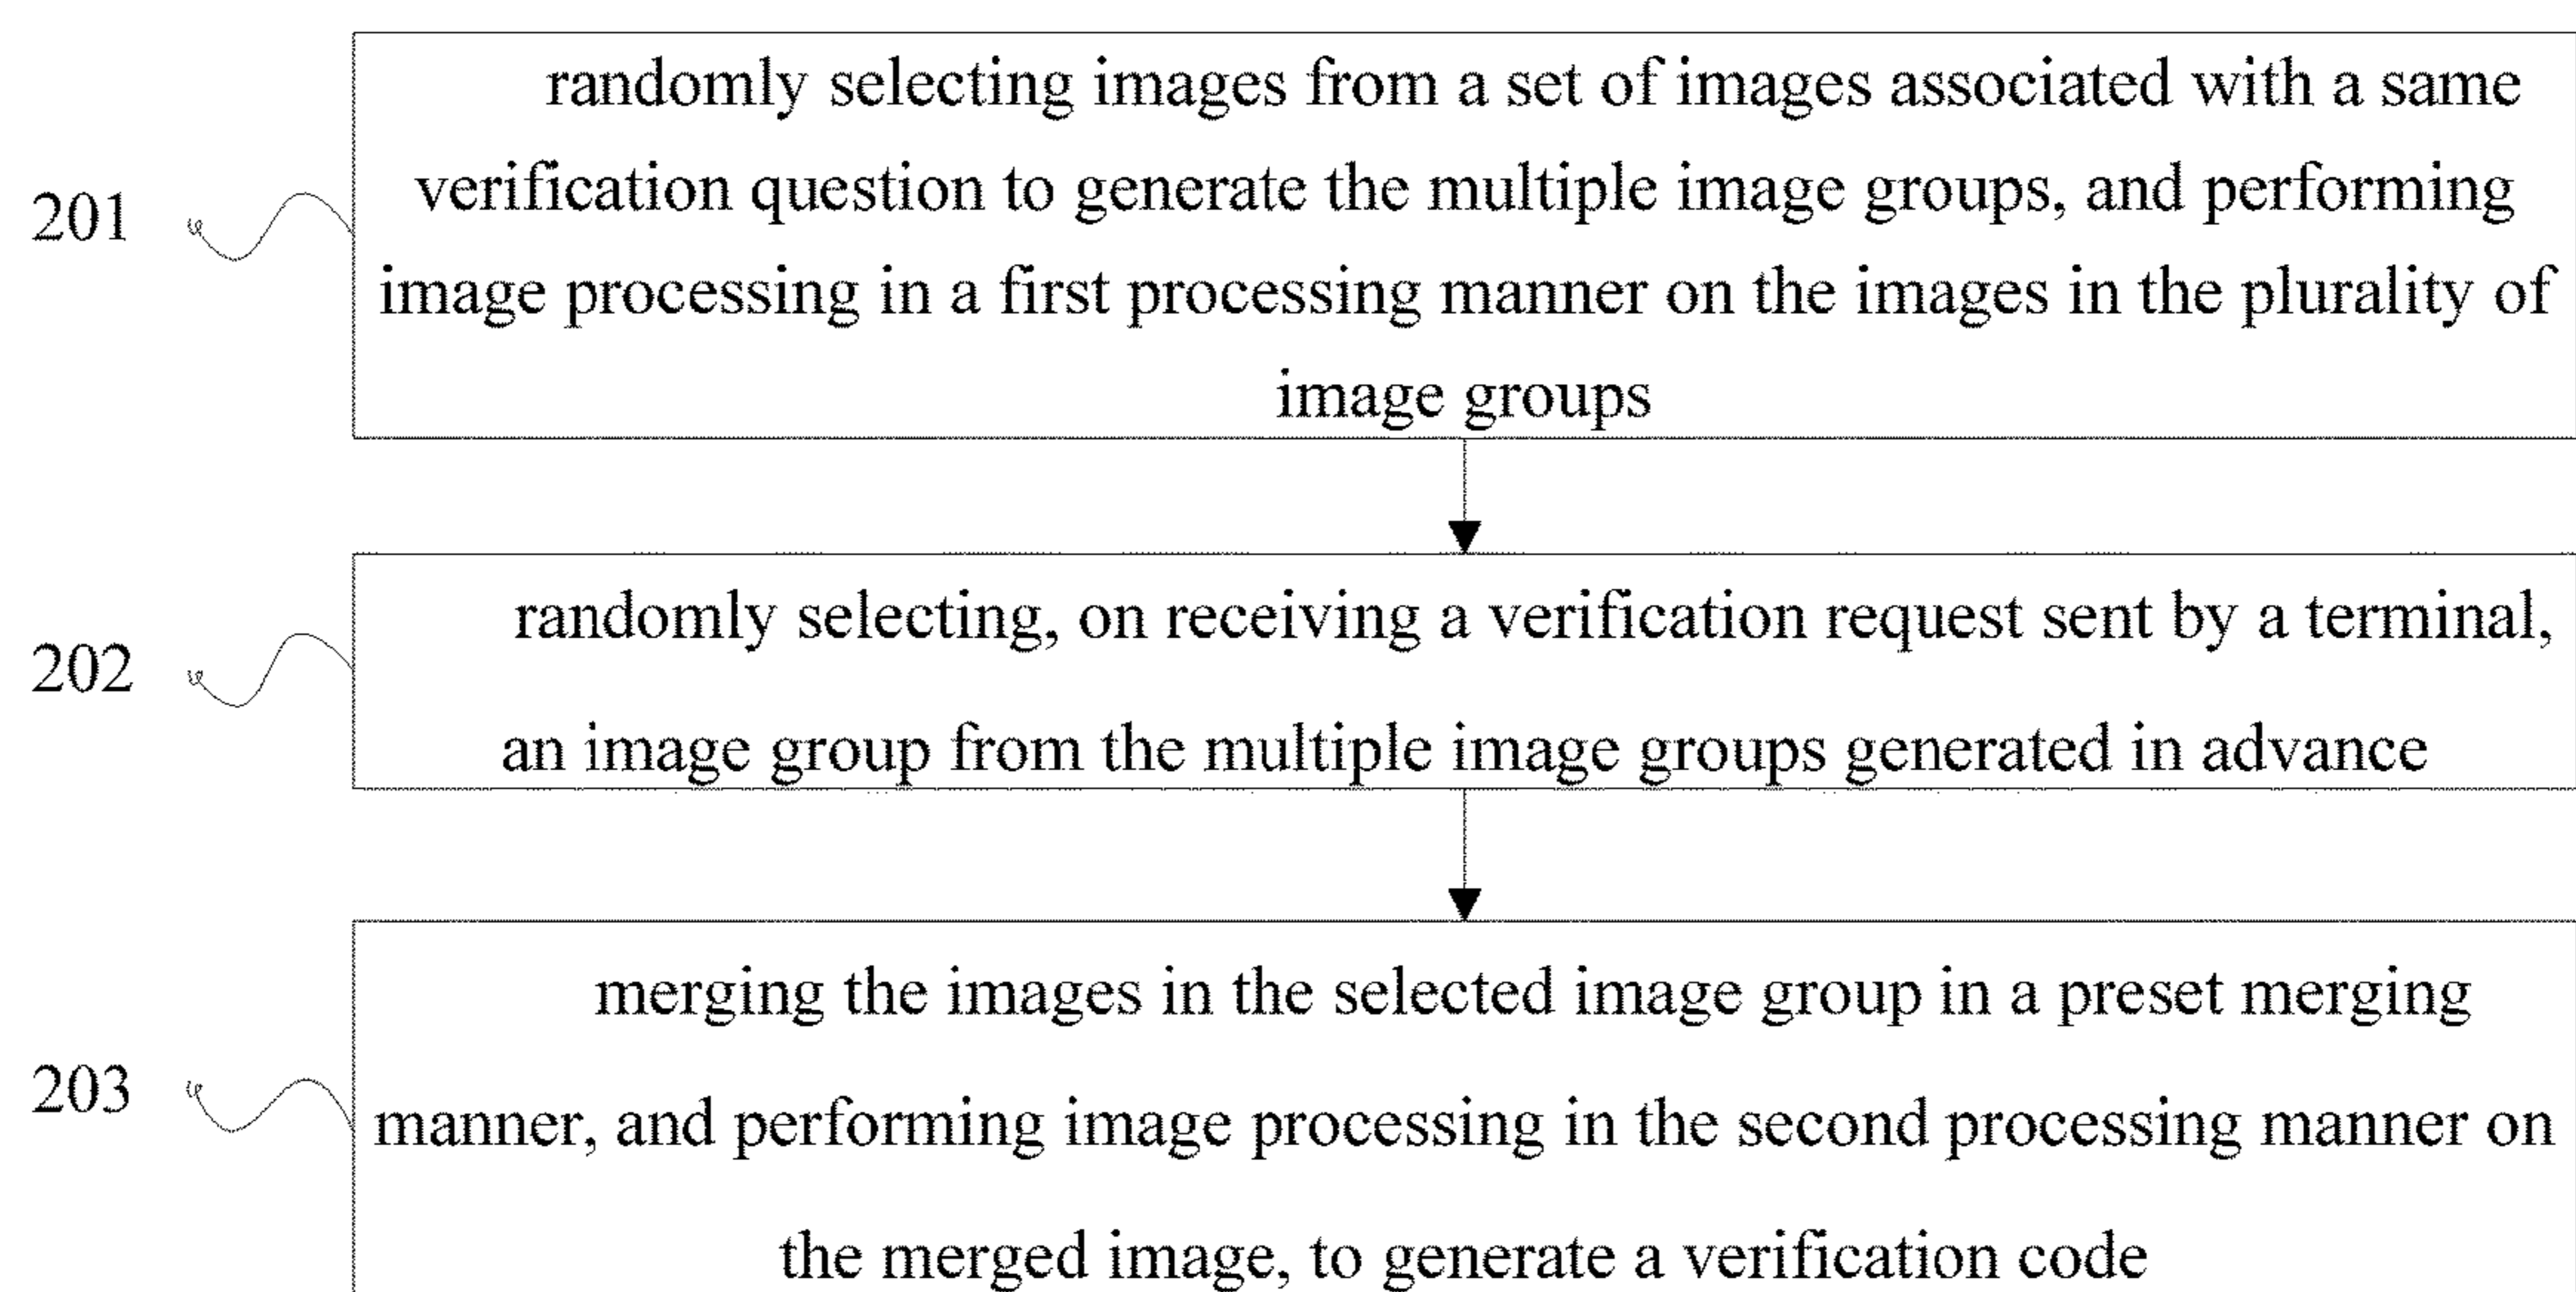 randomly selecting images from a set of images associated with a same
verification question to generate the multiple image groups, and performing
201
image processing in a first processing manner on the images in the plurality of
image groups
randomly selecting, on receiving a verification request sent by a terminal,
202
an image group from the multiple image groups generated in advance
merging the images in the selected image group in a preset merging
203
manner, and performing image processing in the second processing manner on
the merged image, to generate a verification code